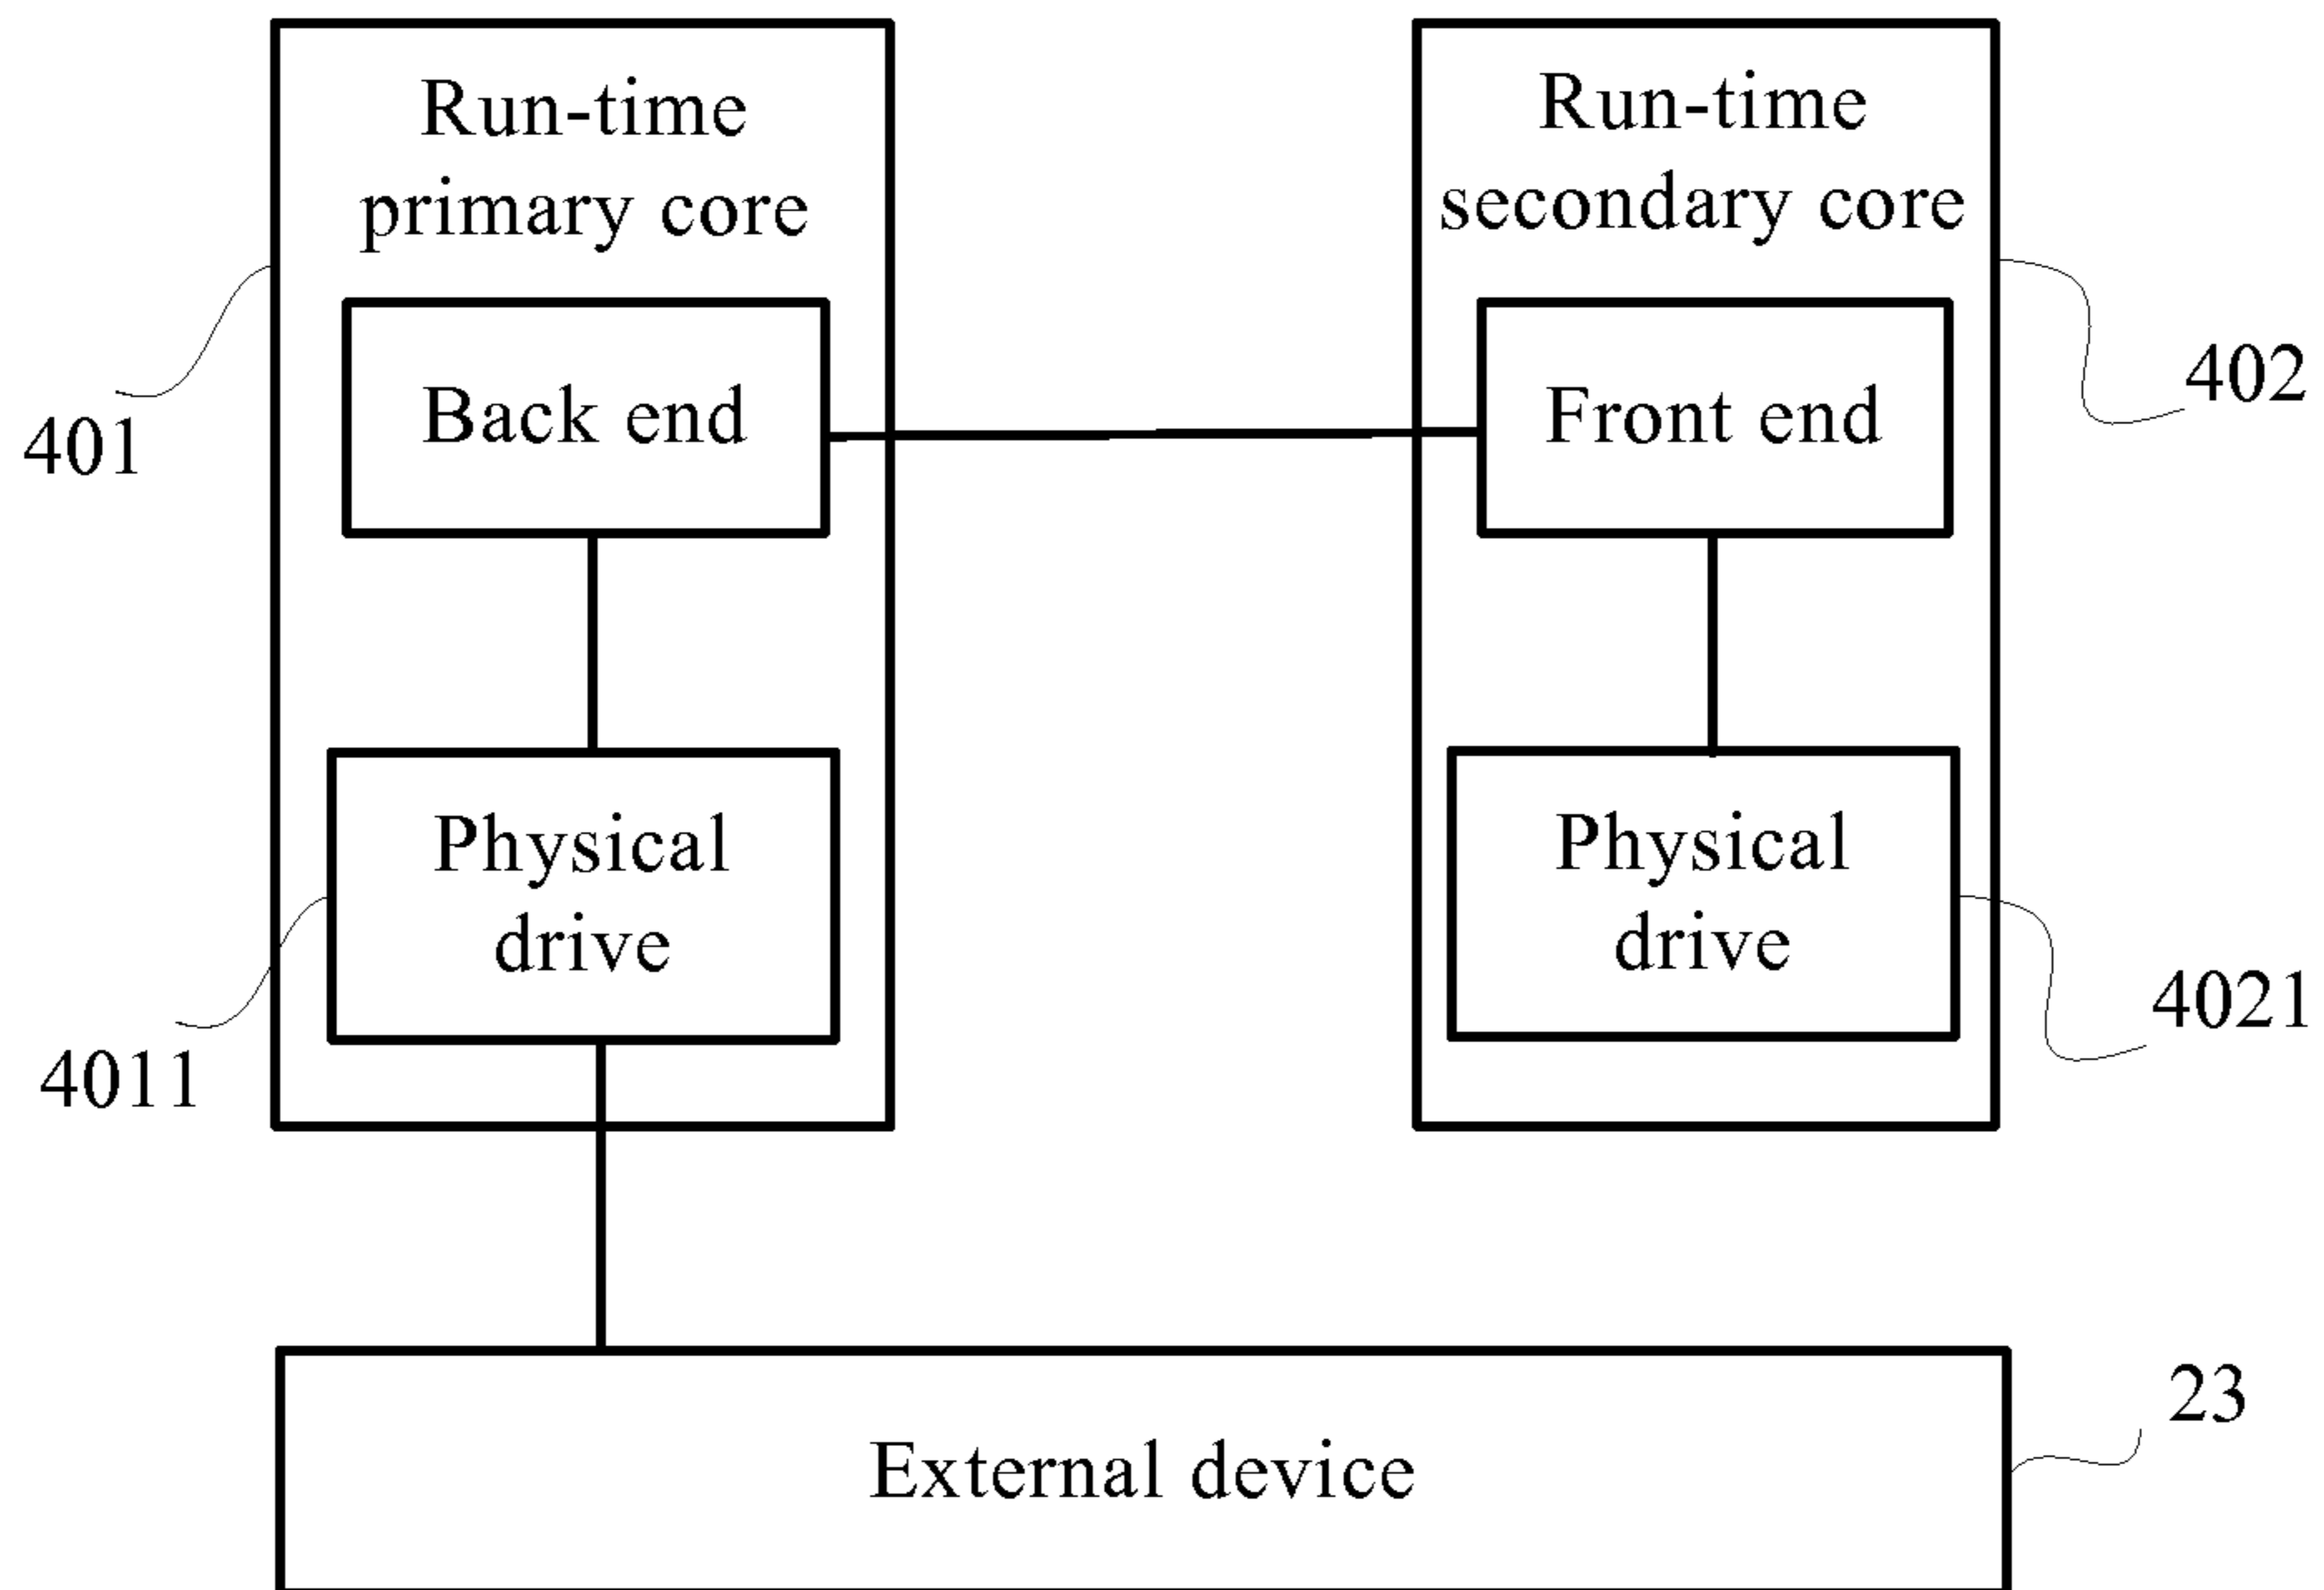 Run-time
primary core
Run-time
secondary core
Back end
Front end
401
402
Physical
drive
Physical
drive
4011
4021
23
External device